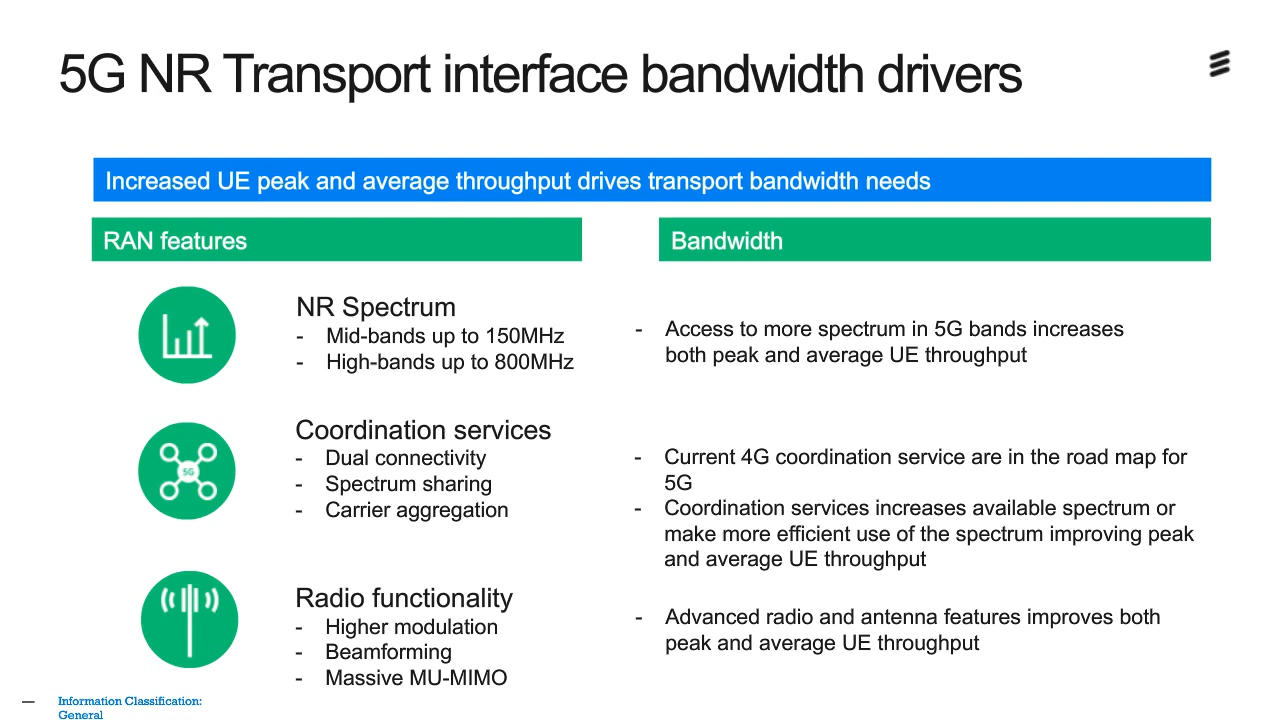 5G NR Transport interface bandwidth drivers
Increased UE peak and average throughput drives transport bandwidth needs
RAN features
Bandwidth
NR Spectrum
- Mid-bands up to 150MHz
- High-bands up to 800MHz
- Access to more spectrum in 5G bands increases
both peak and average UE throughput
5G
Coordination services
- Dual connectivity
- Spectrum sharing
- Carrier aggregation
- Current 4G coordination service are in the road map for
5G
- Coordination services increases available spectrum or
make more efficient use of the spectrum improving peak
and average UE throughput
Radio functionality
- Higher modulation
- Beamforming
- Massive MU-MIMO
- Advanced radio and antenna features improves both
peak and average UE throughput
Information Classification:
General